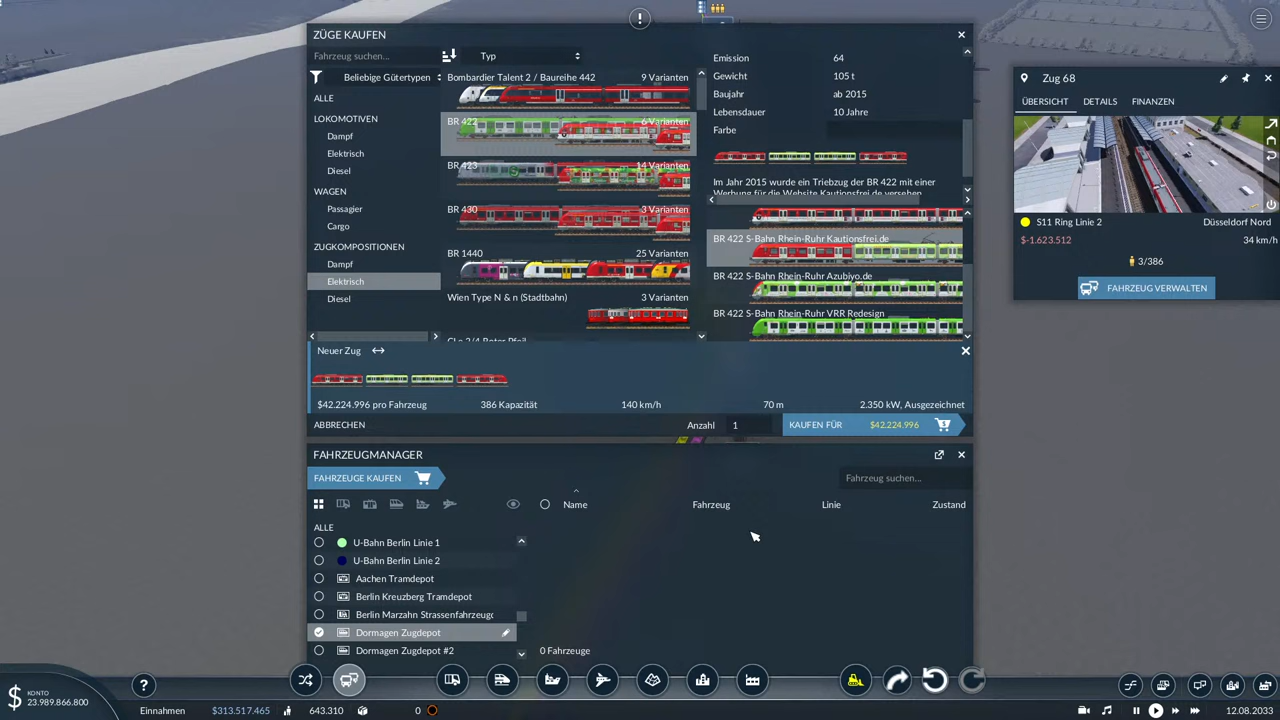 ZÜGE KAUFEN
Fahrzeug suchen...
Typ
Beliebige Gütertypen
ALLE
LOKOMOTIVEN
Dampf
Elektrisch
Diesel
WAGEN
Passagier
Cargo
ZUGKOMPOSITIONEN
Dampf
Elektrisch
Diesel
Bombardier Talent 2 / Baureihe 442 9 Varianten
BR 422 6 Varianten
BR 423 14 Varianten
BR 430 3 Varianten
BR 1440 25 Varianten
Wien Type N & n (Stadtbahn) 3 Varianten
Emission 64
Gewicht 105 t
Baujahr ab 2015
Lebensdauer 10 Jahre
Farbe
Im Jahr 2015 wurde ein Triebzug der BR 422 mit einer
Werbung für die Website Kautionsfrei.de versehen
BR 422 S-Bahn Rhein-Ruhr Kautionsfrei.de
BR 422 S-Bahn Rhein-Ruhr Azubiyo.de
BR 422 S-Bahn Rhein-Ruhr VRR Redesign
Neuer Zug
$42.224.996 pro Fahrzeug 386 Kapazität 140 km/h 70 m 2.350 kW, Ausgezeichnet
ABBRECHEN Anzahl 1 KAUFEN FÜR $42.224.996
FAHRZEUGMANAGER
FAHRZEUGE KAUFEN
Fahrzeug suchen...
Name Fahrzeug Linie Zustand
ALLE
U-Bahn Berlin Linie 1
U-Bahn Berlin Linie 2
Aachen Tramdepot
Berlin Kreuzberg Tramdepot
Berlin Marzahn Strassenfahrzeugd
Dormagen Zugdepot
Dormagen Zugdepot #2
0 Fahrzeuge
Zug 68
ÜBERSICHT DETAILS FINANZEN
S11 Ring Linie 2 Düsseldorf Nord
$-1.623.512 34 km/h
3/386
FAHRZEUG VERWALTEN
KONTO
$ 23.989.866.800
?
Einnahmen $313.517.465 643.310 0
12.08.2033